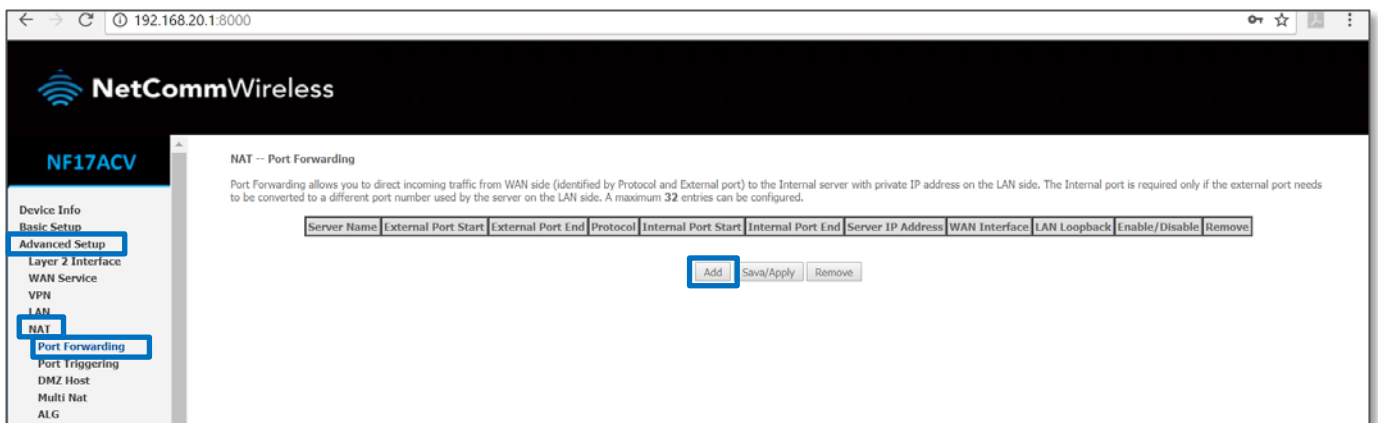 192.168.20.1:8000
NetCommWireless
NF17ACV
Device Info
Basic Setup
Advanced Setup
Layer 2 Interface
WAN Service
VPN
LAN
NAT
Port Forwarding
Port Triggering
DMZ Host
Multi Nat
ALG
NAT -- Port Forwarding
Port Forwarding allows you to direct incoming traffic from WAN side (identified by Protocol and External port) to the Internal server with private IP address on the LAN side. The Internal port is required only if the external port needs
to be converted to a different port number used by the server on the LAN side. A maximum 32 entries can be configured.
Server Name External Port Start External Port End Protocol Internal Port Start Internal Port End Server IP Address WAN Interface LAN Loopback Enable/Disable Remove
Add Sava/Apply Remove